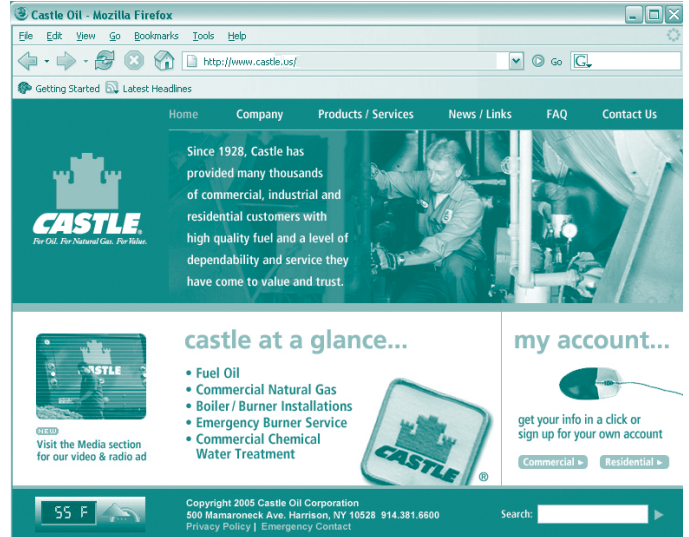 Castle Oil - Mozilla Firefox
File Edit View Go Bookmarks Tools Help
http://www.castle.us/ Go G
Getting Started Latest Headlines
Home Company Products / Services News / Links FAQ Contact Us
Since 1928, Castle has
provided many thousands
of commercial, industrial and
residential customers with
high quality fuel and a level of
dependability and service they
have come to value and trust.
CASTLE®
For Oil. For Natural Gas. For Value.
castle at a glance...
• Fuel Oil
• Commercial Natural Gas
• Boiler / Burner Installations
• Emergency Burner Service
• Commercial Chemical
Water Treatment
CASTLE ®
my account...
get your info in a click or
sign up for your own account
Commercial Residential
ASTLE
NEW
Visit the Media section
for our video & radio ad
55 F
Copyright 2005 Castle Oil Corporation
500 Mamaroneck Ave. Harrison, NY 10528 914.381.6600
Privacy Policy | Emergency Contact
Search: